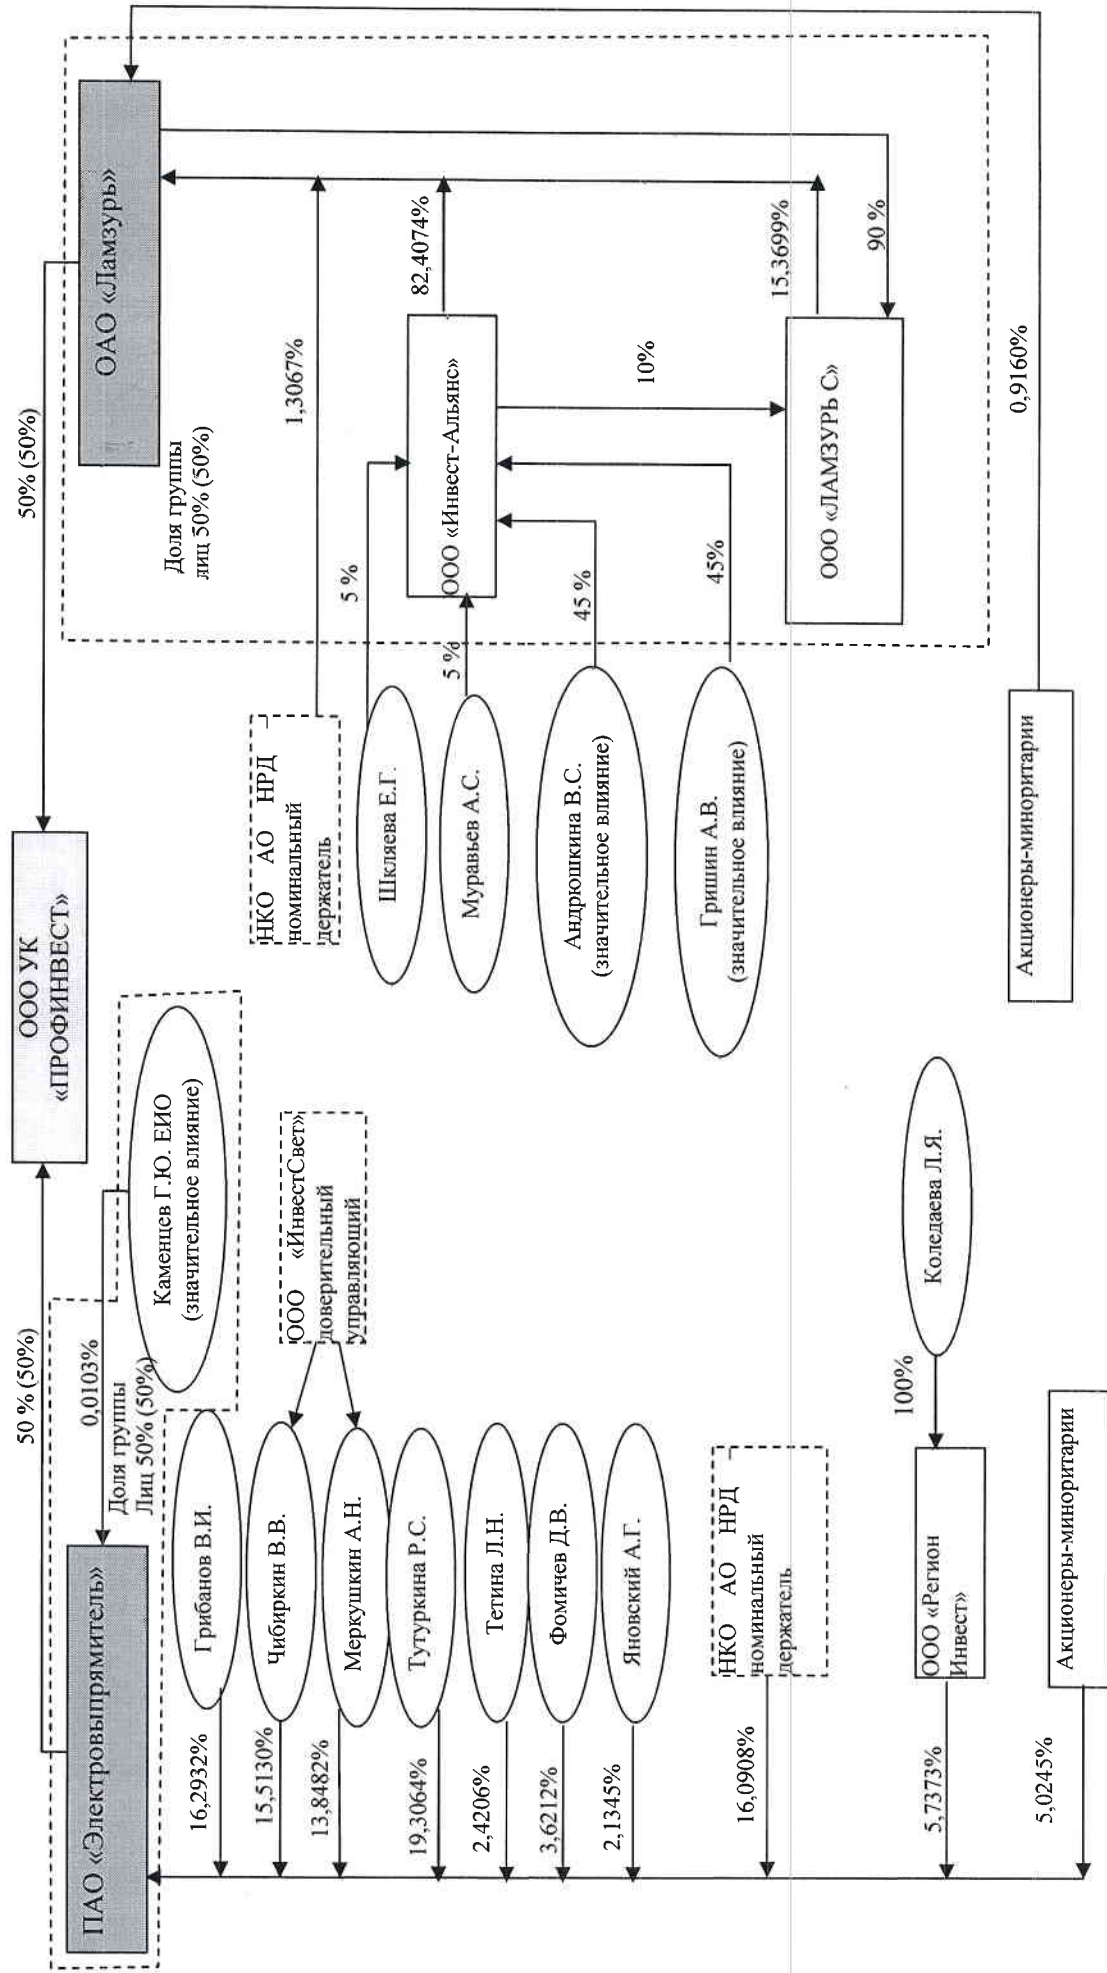 ООО УК
«ПРОФИНВЕСТ»
50 % (50%)
50% (50%)
ПАО «Электровыпрямитель»
0,0103%
Доля группы
Лиц 50% (50%)
Каменцев Г.Ю. ЕИО
(значительное влияние)
16,2932%
Грибанов В.И.
15,5130%
Чибиркин В.В.
13,8482%
Меркушкин А.Н.
ООО «ИнвестСвет»
доверительный
управляющий
19,3064%
Тутуркина Р.С.
2,4206%
Тетина Л.Н.
3,6212%
Фомичев Д.В.
2,1345%
Яновский А.Г.
16,0908%
НКО АО НРД
номинальный
держатель
5,7373%
ООО «Регион
Инвест»
100%
Коледаева Л.Я.
5,0245%
Акционеры-миноритарии
ОАО «Ламзурь»
Доля группы
лиц 50% (50%)
НКО АО НРД –
номинальный
держатель
1,3067%
Шкляева Е.Г.
5 %
Муравьев А.С.
5 %
ООО «Инвест-Альянс»
82,4074%
Андрюшкина В.С.
(значительное влияние)
45 %
10%
Гришин А.В.
(значительное влияние)
45%
ООО «ЛАМЗУРЬ С»
15,3699%
90 %
Акционеры-миноритарии
0,9160%